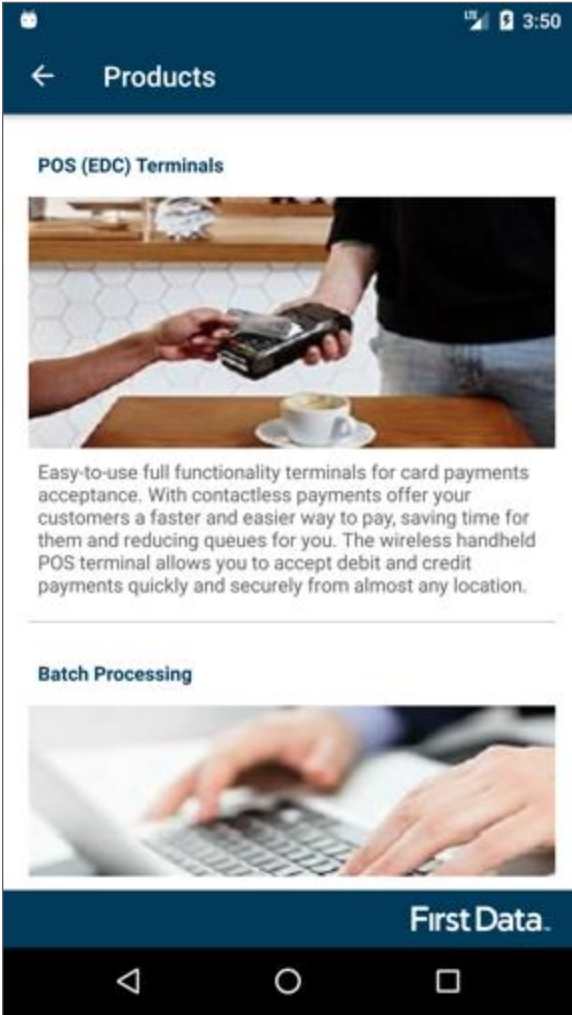 LTE 3:50
Products
POS (EDC) Terminals
Easy-to-use full functionality terminals for card payments
acceptance. With contactless payments offer your
customers a faster and easier way to pay, saving time for
them and reducing queues for you. The wireless handheld
POS terminal allows you to accept debit and credit
payments quickly and securely from almost any location.
Batch Processing
First Data